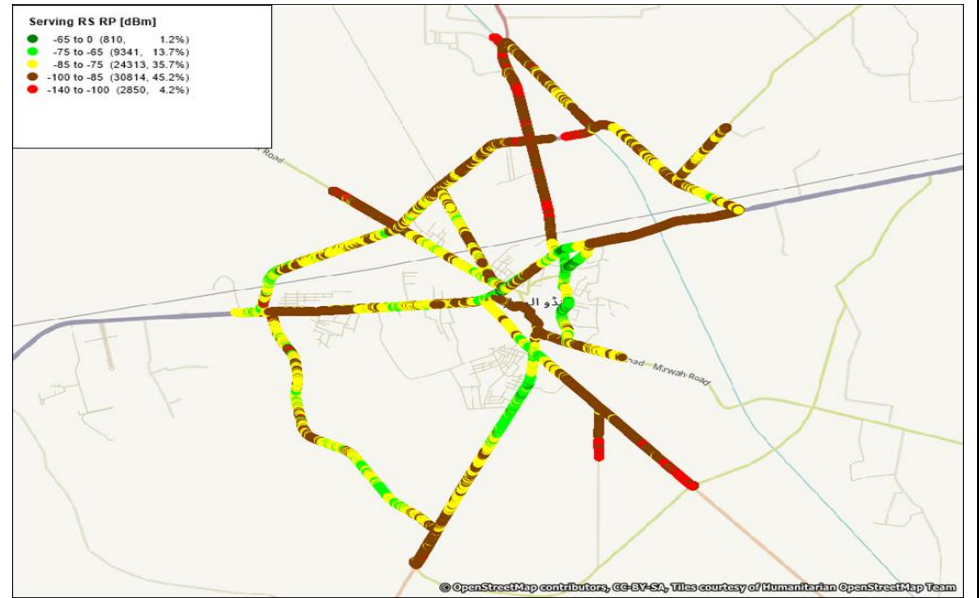 Serving RS RP [dBm]
-65 to 0 (810, 1.2%)
-75 to -65 (9341, 13.7%)
-85 to -75 (24313, 35.7%)
-100 to -85 (30814, 45.2%)
-140 to -100 (2850, 4.2%)
Road
Mirwah Road
© OpenStreetMap contributors, CC-BY-SA, Tiles courtesy of Humanitarian OpenStreetMap Team